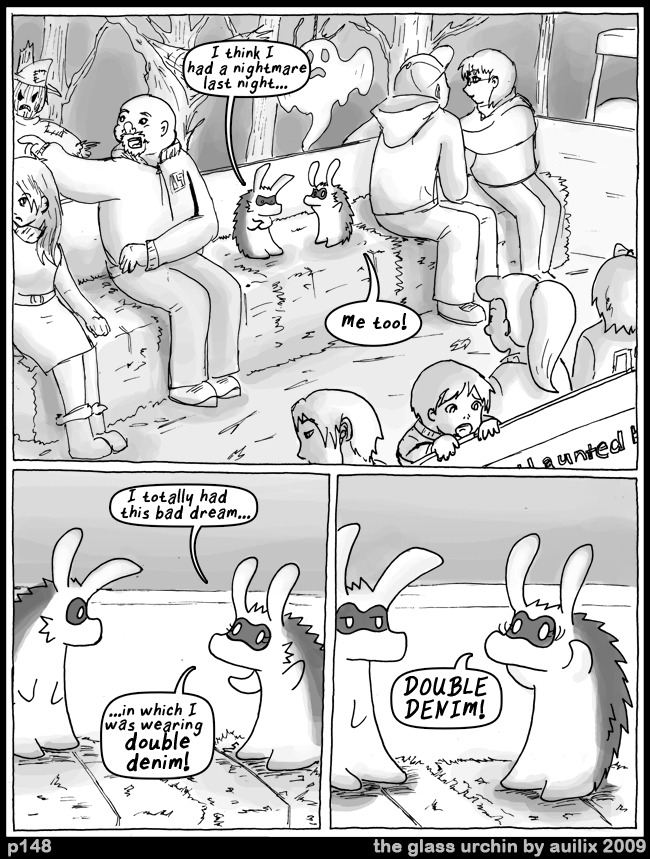 I think I
had a nightmare
last night...
Me too!
Haunted
I totally had
this bad dream...
...in which I
was wearing
double
denim!
DOUBLE
DENIM!
p148
the glass urchin by auilix 2009